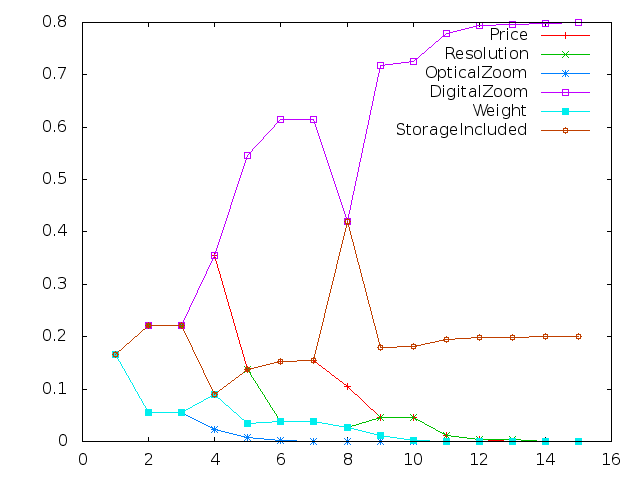 0.8
Price
Resolution
0.7
OpticalZoom
DigitalZoom
Weight
0.6
StorageIncluded
0.5
0.4
0.3
0.2
0.1
0
0 2 4 6 8 10 12 14 16